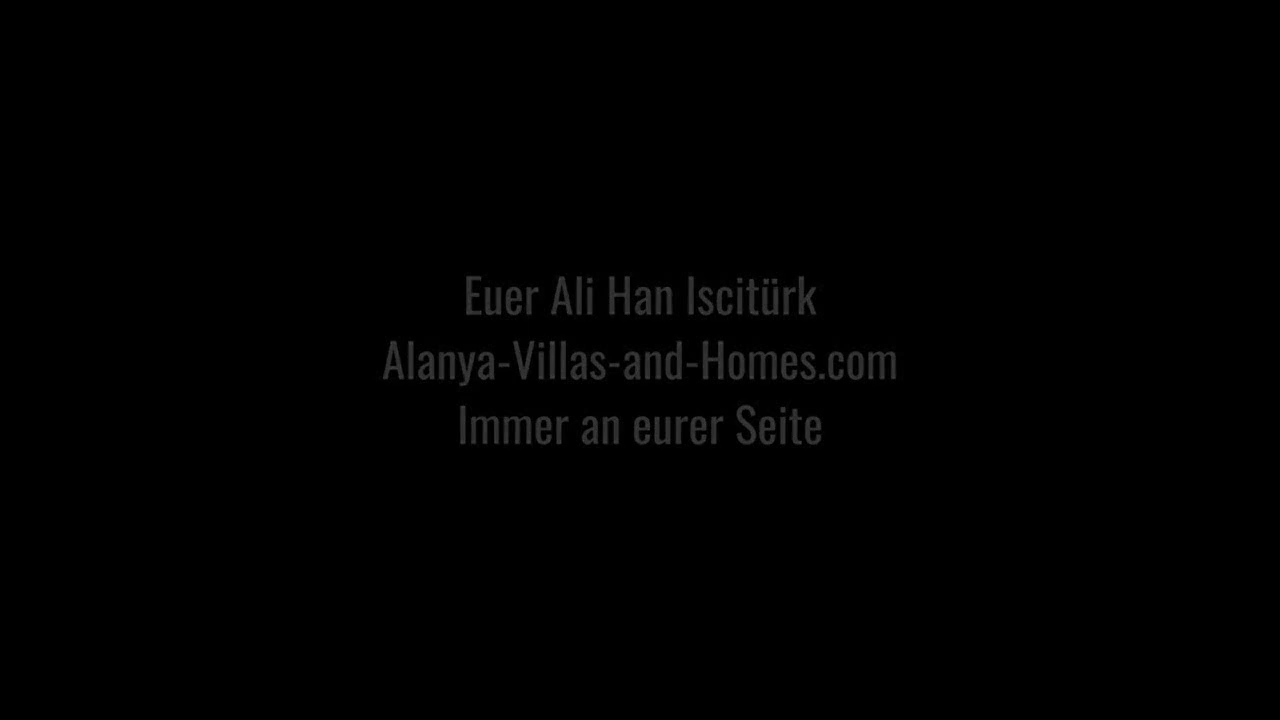 Euer Ali Han Iscitürk
Alanya-Villas-and-Homes.com
Immer an eurer Seite